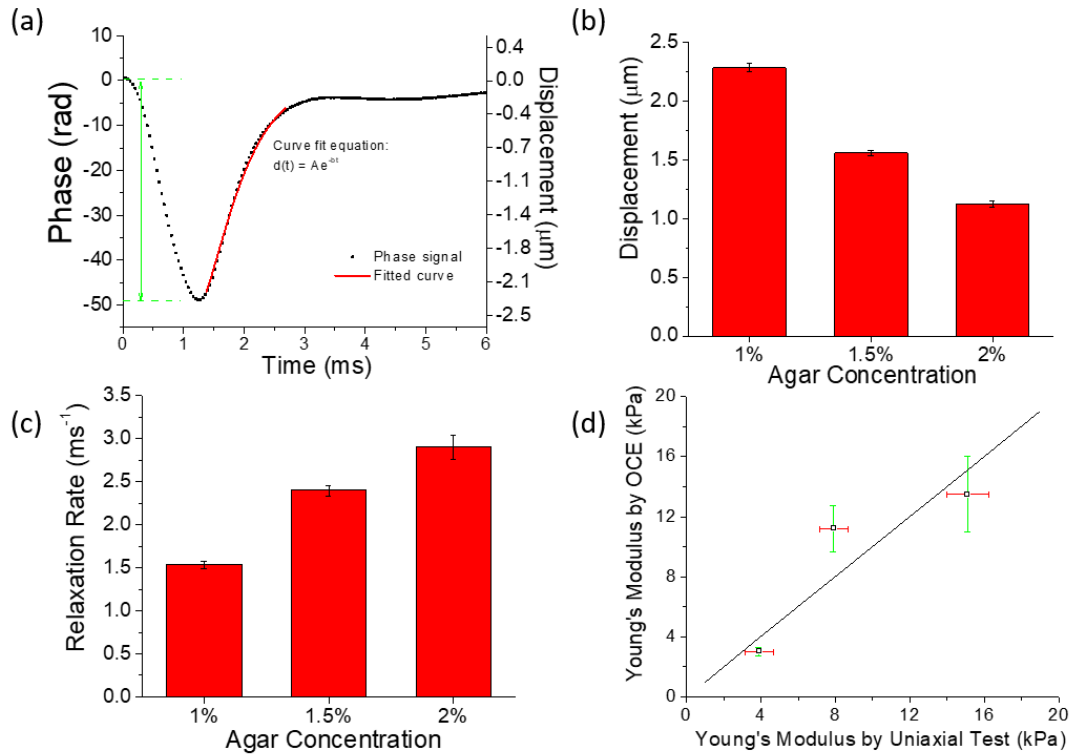 (a)
Phase (rad)
10
0
-10
-20
-30
-40
-50
0 1 2 3 4 5 6
Time (ms)
0.4
0.0
-0.4
-0.7
-1.1
-1.4
-1.8
-2.1
-2.5
Displacement (μm)
Curve fit equation:
d(t) = Ae^-bt
Phase signal
Fitted curve
(b)
Displacement (μm)
2.5
2.0
1.5
1.0
0.5
0.0
1% 1.5% 2%
Agar Concentration
(c)
Relaxation Rate (ms⁻¹)
3.5
3.0
2.5
2.0
1.5
1.0
0.5
0.0
1% 1.5% 2%
Agar Concentration
(d)
Young's Modulus by OCE (kPa)
20
16
12
8
4
0
0 4 8 12 16 20
Young's Modulus by Uniaxial Test (kPa)